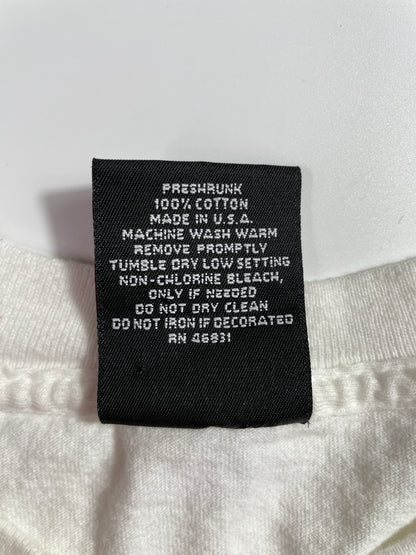 PRESHRUNK
100% COTTON
MADE IN U.S.A.
MACHINE WASH WARM
REMOVE PROMPTLY
TUMBLE DRY LOW SETTING
NON-CHLORINE BLEACH,
ONLY IF NEEDED
DO NOT DRY CLEAN
DO NOT IRON IF DECORATED
RN 46831